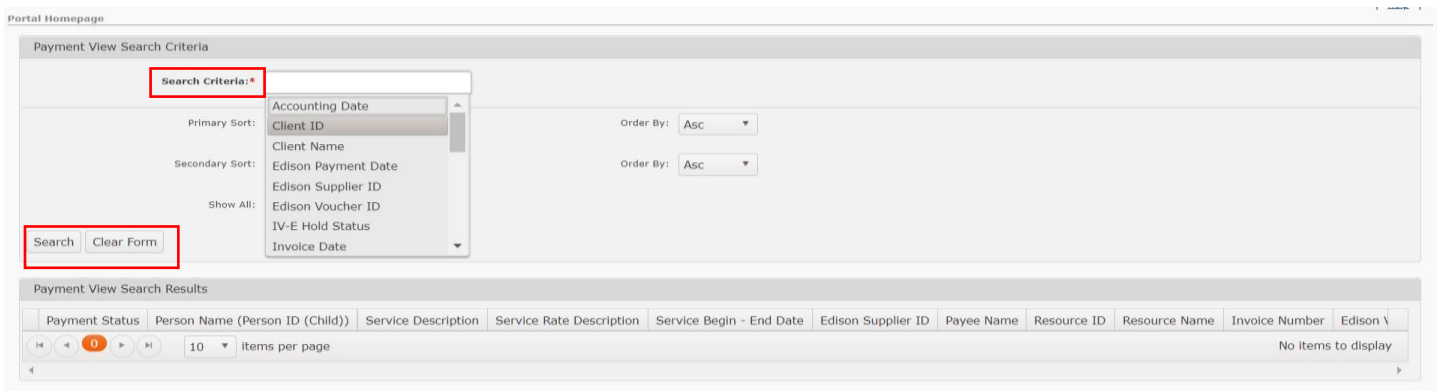 Portal Homepage
Payment View Search Criteria
Search Criteria:*
Accounting Date
Primary Sort: Client ID Order By: Asc
Client Name
Secondary Sort: Edison Payment Date Order By: Asc
Edison Supplier ID
Show All: Edison Voucher ID
IV-E Hold Status
Search Clear Form Invoice Date
Payment View Search Results
Payment Status Person Name (Person ID (Child)) Service Description Service Rate Description Service Begin - End Date Edison Supplier ID Payee Name Resource ID Resource Name Invoice Number Edison
0 10 items per page No items to display